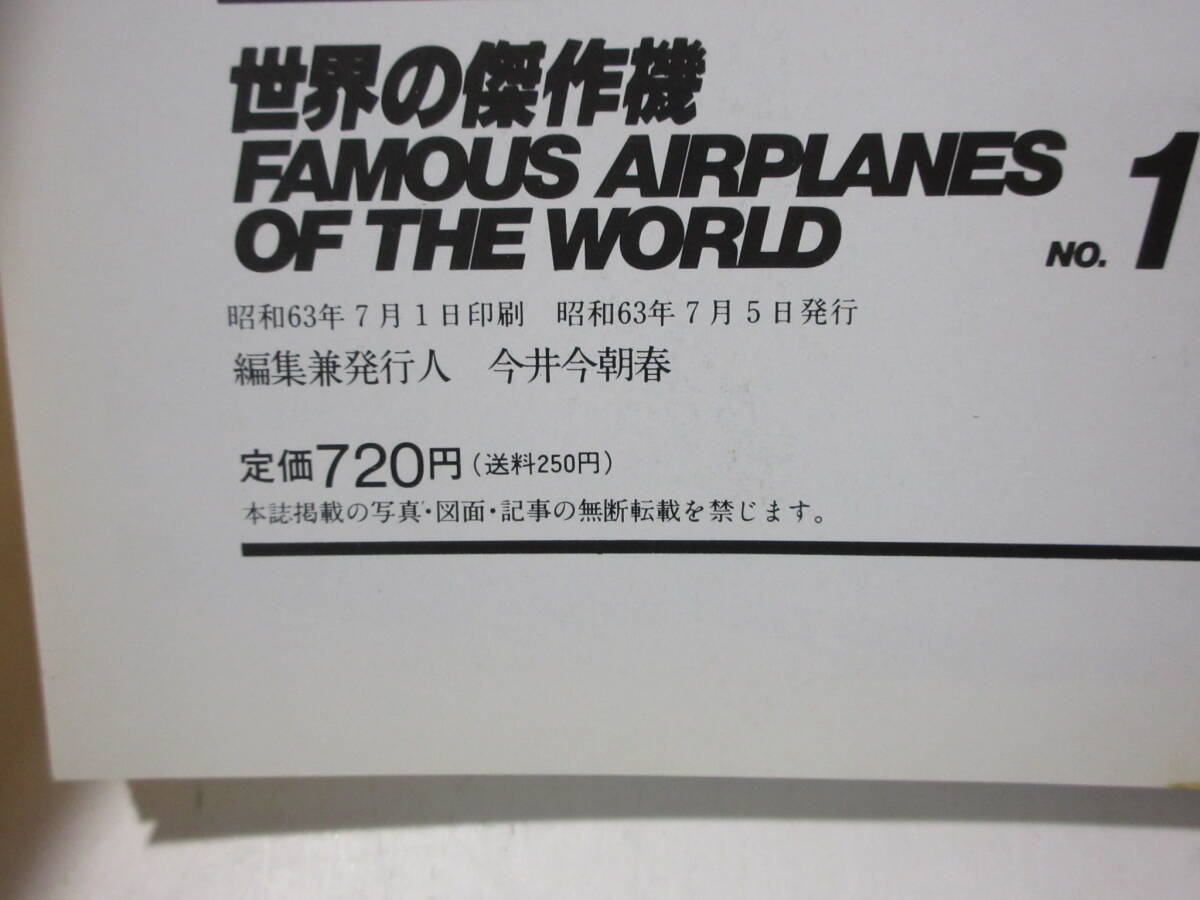 世界の傑作機
FAMOUS AIRPLANES
OF THE WORLD NO. 1
昭和63年7月1日印刷 昭和63年7月5日発行
編集兼発行人 今井今朝春
定価720円(送料250円)
本誌掲載の写真・図面・記事の無断転載を禁じます。